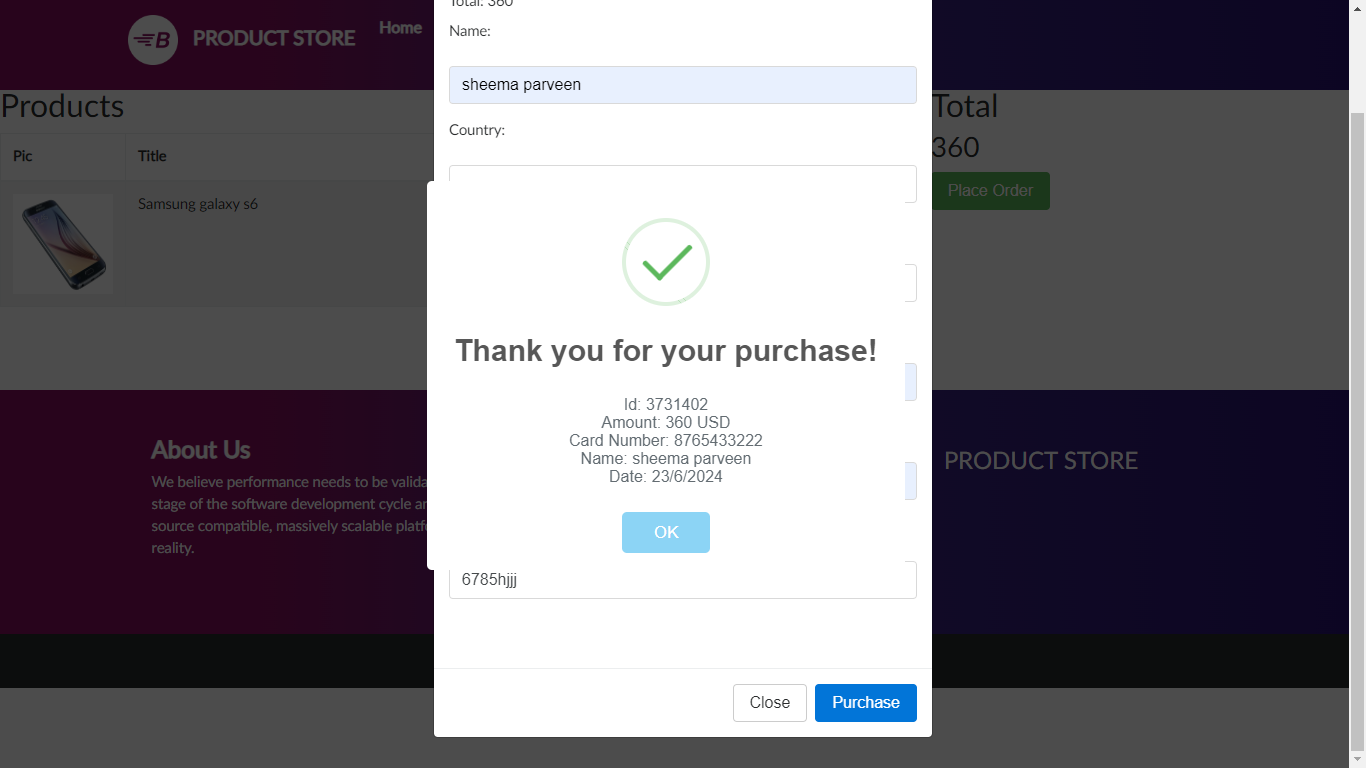 Total: 360
Name:
B
PRODUCT STORE
Home
sheema parveen
Products
Total
Country:
360
Pic
Title
Place Order
Samsung galaxy s6
Thank you for your purchase!
Id: 3731402
Amount: 360 USD
Card Number: 8765433222
Name: sheema parveen
Date: 23/6/2024
OK
About Us
We believe performance needs to be valida
stage of the software development cycle a
source compatible, massively scalable platf
reality.
PRODUCT STORE
6785hjjj
Close
Purchase